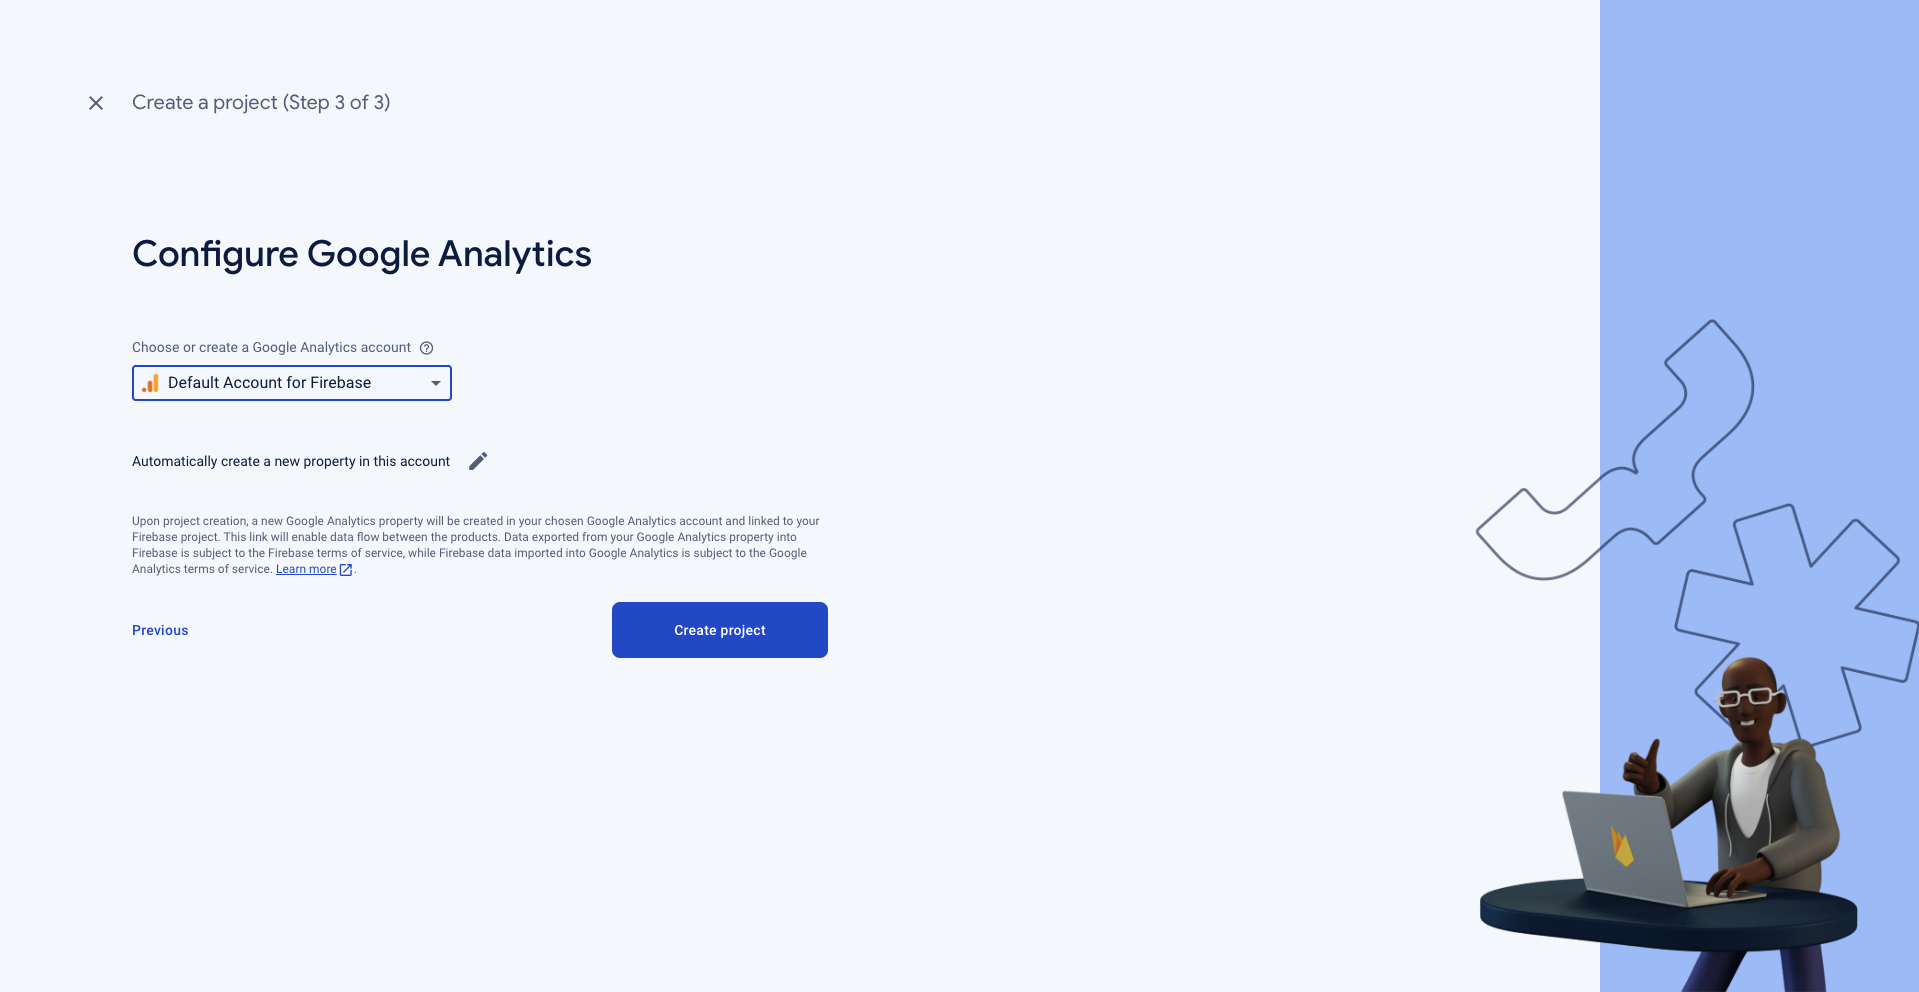 Create a project (Step 3 of 3)
Configure Google Analytics
Choose or create a Google Analytics account
Default Account for Firebase
Automatically create a new property in this account
Upon project creation, a new Google Analytics property will be created in your chosen Google Analytics account and linked to your
Firebase project. This link will enable data flow between the products. Data exported from your Google Analytics property into
Firebase is subject to the Firebase terms of service, while Firebase data imported into Google Analytics is subject to the Google
Analytics terms of service. Learn more.
Previous
Create project